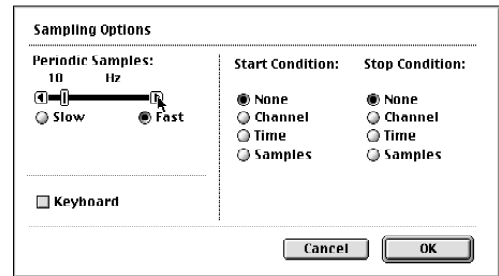 Sampling Options
Periodic Samples:
10 Hz
Slow
Fast
Keyboard
Start Condition:
None
Channel
Time
Samples
Stop Condition:
None
Channel
Time
Samples
Cancel
OK